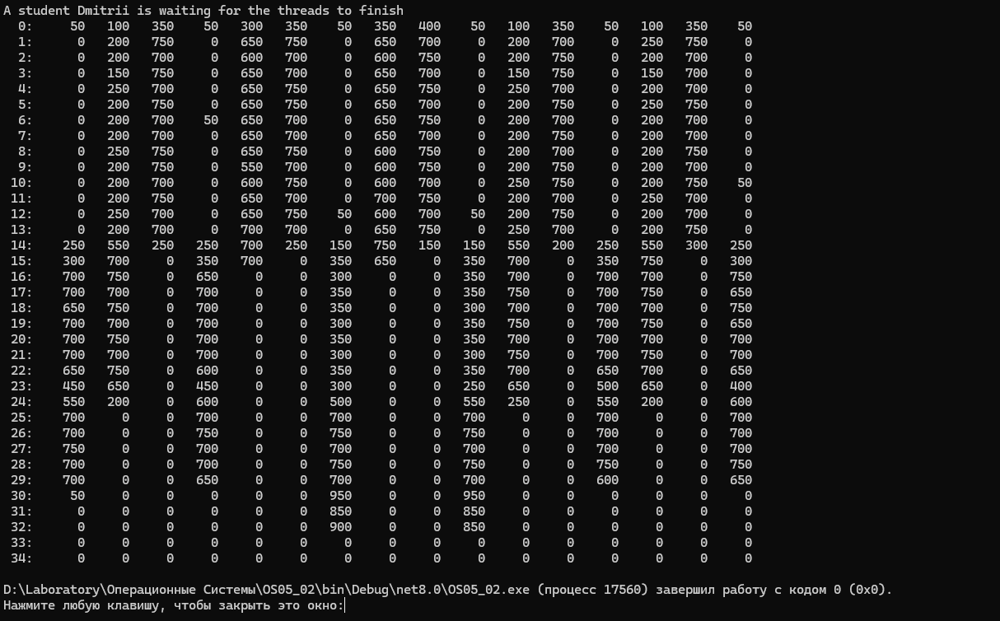 A student Dmitrii is waiting for the threads to finish
0: 50 100 350 50 300 350 50 350 400 50 100 350 50 100 350 50
1: 0 200 750 0 650 750 0 650 700 0 200 700 0 250 750 0
2: 0 200 700 0 600 700 0 600 750 0 200 750 0 200 700 0
3: 0 150 750 0 650 700 0 650 700 0 150 750 0 150 700 0
4: 0 250 700 0 650 700 0 650 750 0 250 700 0 200 700 0
5: 0 200 750 0 650 750 0 650 700 0 200 750 0 250 750 0
6: 0 200 700 50 650 700 0 650 750 0 200 700 0 200 700 0
7: 0 200 700 0 650 700 0 650 700 0 200 750 0 200 700 0
8: 0 250 750 0 650 750 0 600 750 0 200 700 0 200 750 0
9: 0 200 750 0 550 700 0 600 750 0 200 750 0 200 700 0
10: 0 200 700 0 600 750 0 600 700 0 250 750 0 200 750 50
11: 0 200 750 0 650 700 0 700 750 0 200 700 0 250 700 0
12: 0 250 700 0 650 750 50 600 700 50 200 750 0 200 700 0
13: 0 200 700 0 700 700 0 650 750 0 250 700 0 200 750 0
14: 250 550 250 250 700 250 150 750 150 150 550 200 250 550 300 250
15: 300 700 0 350 700 0 350 650 0 350 700 0 350 750 0 300
16: 700 750 0 650 0 0 300 0 0 350 700 0 700 700 0 750
17: 700 700 0 700 0 0 350 0 0 350 750 0 700 750 0 650
18: 650 750 0 700 0 0 350 0 0 300 700 0 700 700 0 750
19: 700 700 0 700 0 0 300 0 0 350 750 0 700 750 0 650
20: 700 750 0 700 0 0 350 0 0 350 700 0 700 700 0 700
21: 700 700 0 700 0 0 300 0 0 300 750 0 700 750 0 700
22: 650 750 0 600 0 0 350 0 0 350 700 0 650 700 0 650
23: 450 650 0 450 0 0 300 0 0 250 650 0 500 650 0 400
24: 550 200 0 600 0 0 500 0 0 550 250 0 550 200 0 600
25: 700 0 0 700 0 0 700 0 0 700 0 0 700 0 0 700
26: 700 0 0 750 0 0 750 0 0 750 0 0 700 0 0 700
27: 750 0 0 700 0 0 700 0 0 700 0 0 700 0 0 700
28: 700 0 0 700 0 0 750 0 0 750 0 0 750 0 0 750
29: 700 0 0 650 0 0 700 0 0 700 0 0 600 0 0 650
30: 50 0 0 0 0 0 950 0 0 950 0 0 0 0 0 0
31: 0 0 0 0 0 0 850 0 0 850 0 0 0 0 0 0
32: 0 0 0 0 0 0 900 0 0 850 0 0 0 0 0 0
33: 0 0 0 0 0 0 0 0 0 0 0 0 0 0 0 0
34: 0 0 0 0 0 0 0 0 0 0 0 0 0 0 0 0
D:\Laboratory\Операционные Системы\OS05_02\bin\Debug\net8.0\OS05_02.exe (процесс 17560) завершил работу с кодом 0 (0x0).
Нажмите любую клавишу, чтобы закрыть это окно: